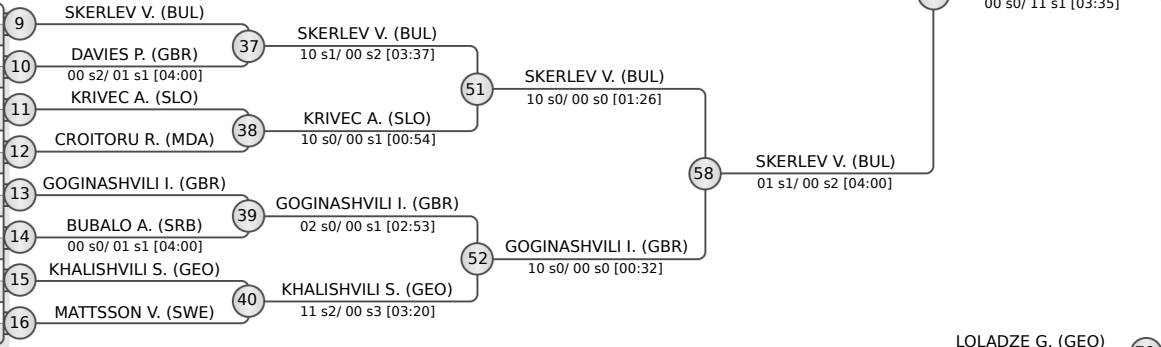 00 s0/ 11 s1 [03:35]
9
SKERLEV V. (BUL)
37
SKERLEV V. (BUL)
10 s1/ 00 s2 [03:37]
10
DAVIES P. (GBR)
00 s2/ 01 s1 [04:00]
51
SKERLEV V. (BUL)
10 s0/ 00 s0 [01:26]
11
KRIVEC A. (SLO)
38
KRIVEC A. (SLO)
10 s0/ 00 s1 [00:54]
12
CROITORU R. (MDA)
58
SKERLEV V. (BUL)
01 s1/ 00 s2 [04:00]
13
GOGINASHVILI I. (GBR)
39
GOGINASHVILI I. (GBR)
02 s0/ 00 s1 [02:53]
14
BUBALO A. (SRB)
00 s0/ 01 s1 [04:00]
52
GOGINASHVILI I. (GBR)
10 s0/ 00 s0 [00:32]
15
KHALISHVILI S. (GEO)
40
KHALISHVILI S. (GEO)
11 s2/ 00 s3 [03:20]
16
MATTSSON V. (SWE)
LOLADZE G. (GEO)